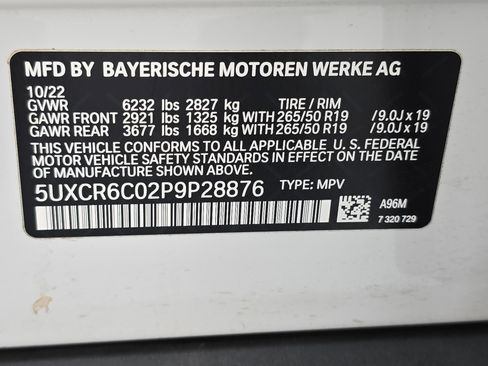 MFD BY BAYERISCHE MOTOREN WERKE AG
10/22
GVWR 6232 lbs 2827 kg TIRE / RIM
GAWR FRONT 2921 lbs 1325 kg WITH 265/50 R19 /9.0J x 19
GAWR REAR 3677 lbs 1668 kg WITH 265/50 R19 /9.0J x 19
THIS VEHICLE CONFORMS TO ALL APPLICABLE U.S. FEDERAL
MOTOR VEHICLE SAFETY STANDARDS IN EFFECT ON THE
DATE OF MANUFACTURE SHOWN ABOVE.
5UXCR6C02P9P28876 TYPE: MPV
A96M
7 320 729